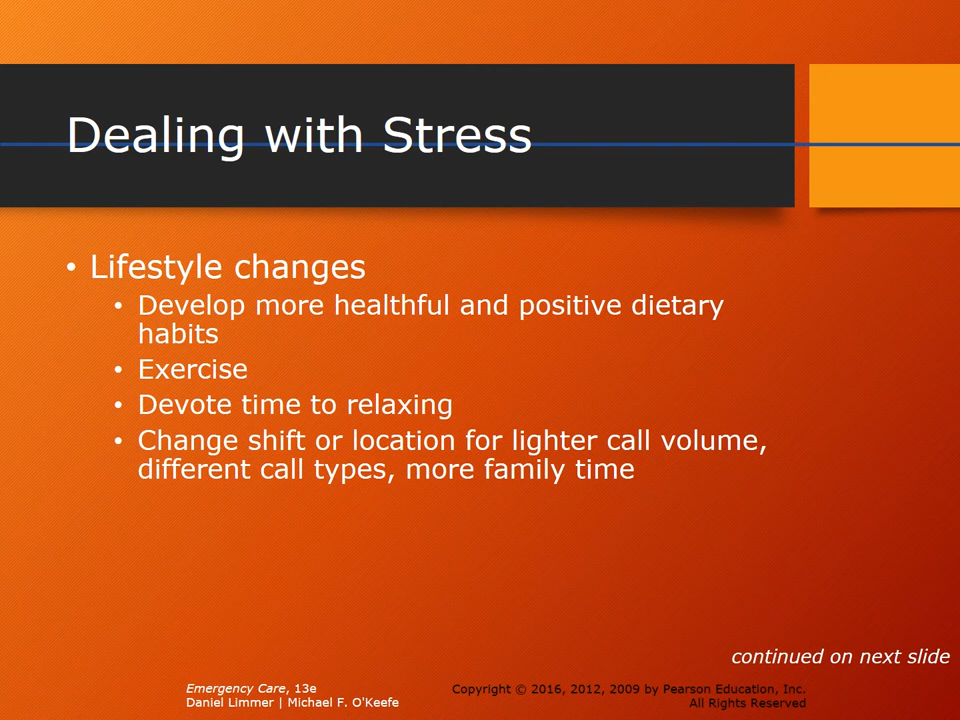 Dealing with Stress
• Lifestyle changes
• Develop more healthful and positive dietary
habits
• Exercise
• Devote time to relaxing
• Change shift or location for lighter call volume,
different call types, more family time
continued on next slide
Emergency Care, 13e
Daniel Limmer | Michael F. O'Keefe
Copyright © 2016, 2012, 2009 by Pearson Education, Inc.
All Rights Reserved